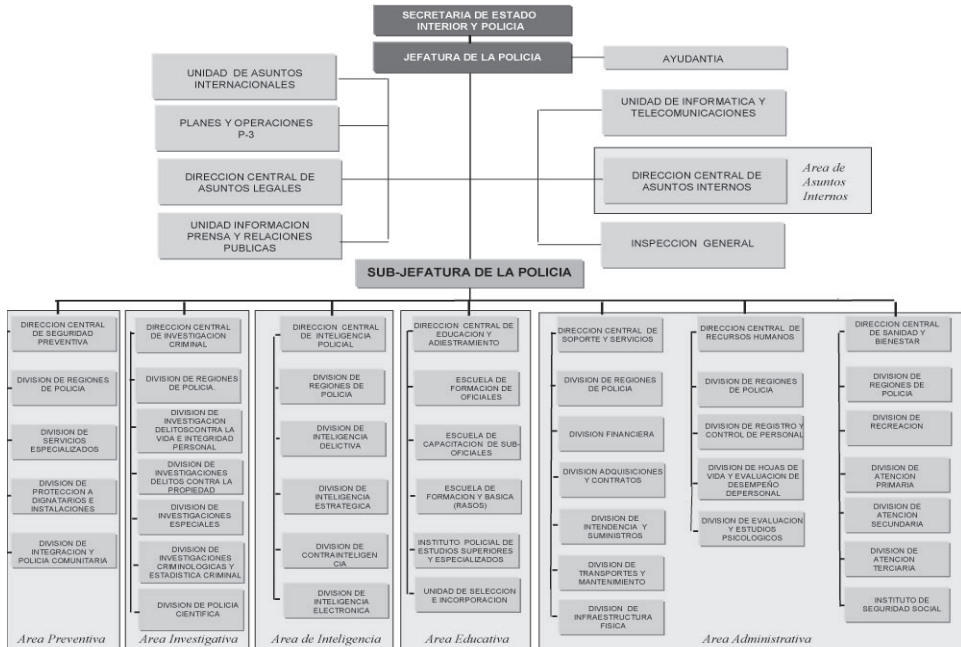 SECRETARIA DE ESTADO
INTERIOR Y POLICIA
JEFATURA DE LA POLICIA
AYUDANTIA
UNIDAD DE ASUNTOS
INTERNACIONALES
PLANES Y OPERACIONES
P-3
DIRECCION CENTRAL DE
ASUNTOS LEGALES
UNIDAD INFORMACION
PRENSA Y RELACIONES
PUBLICAS
UNIDAD DE INFORMATICA Y
TELECOMUNICACIONES
DIRECCION CENTRAL DE
ASUNTOS INTERNOS
Area de
Asuntos
Internos
INSPECCION GENERAL
SUB-JEFATURA DE LA POLICIA
DIRECCION CENTRAL
DE SEGURIDAD
PREVENTIVA
DIVISION DE REGIONES
DE POLICIA
DIVISION DE
SERVICIOS
ESPECIALIZADOS
DIVISION DE
PROTECCION A
DIGNATARIOS E
INSTALACIONES
DIVISION DE
INTEGRACION Y
POLICIA COMUNITARIA
Area Preventiva
DIRECCION CENTRAL
DE INVESTIGACION
CRIMINAL
DIVISION DE REGIONES
DE POLICIA
DIVISION DE
INVESTIGACION
DELITOSCONTRA LA
VIDA E INTEGRIDAD
PERSONAL
DIVISION DE
INVESTIGACIONES
DELITOS CONTRA LA
PROPIEDAD
DIVISION DE
INVESTIGACIONES
ESPECIALES
DIVISION DE
INVESTIGACIONES
CRIMINOLOGICAS Y
ESTADISTICA CRIMINAL
DIVISION DE POLICIA
CIENTIFICA
Area Investigativa
DIRECCION CENTRAL
DE INTELIGENCIA
POLICIAL
DIVISION DE
REGIONES DE
POLICIA
DIVISION DE
INTELIGENCIA
DELICTIVA
DIVISION DE
INTELIGENCIA
ESTRATEGICA
DIVISION DE
CONTRAINTELIGEN
CIA
DIVISION DE
INTELIGENCIA
ELECTRONICA
Area de Inteligencia
DIRECCION CENTRAL DE
EDUCACION Y
ADIESTRAMIENTO
ESCUELA DE
FORMACION DE
OFICIALES
ESCUELA DE
CAPACITACION DE SUB-
OFICIALES
ESCUELA DE
FORMACION Y BASICA
(RASOS)
INSTITUTO POLICIAL DE
ESTUDIOS SUPERIORES
Y ESPECIALIZADOS
UNIDAD DE SELECCION
E INCORPORACION
Area Educativa
DIRECCION CENTRAL DE
SOPORTE Y SERVICIOS
DIVISION DE REGIONES
DE POLICIA
DIVISION FINANCIERA
DIVISION ADQUISICIONES
Y CONTRATOS
DIVISION DE
INTENDENCIA Y
SUMINISTROS
DIVISION DE
TRANSPORTES Y
MANTENIMIENTO
DIVISION DE
INFRAESTRUCTURA
FISICA
DIRECCION CENTRAL DE
RECURSOS HUMANOS
DIVISION DE REGIONES
DE POLICIA
DIVISION DE REGISTRO Y
CONTROL DE PERSONAL
DIVISION DE HOJAS DE
VIDA Y EVALUACION DE
DESEMPEÑO
DEPERSONAL
DIVISION DE EVALUACION
Y ESTUDIOS
PSICOLOGICOS
DIRECCION CENTRAL
DE SANIDAD Y
BIENESTAR
DIVISION DE
REGIONES DE
POLICIA
DIVISION DE
RECREACION
DIVISION DE
ATENCION
PRIMARIA
DIVISION DE
ATENCION
SECUNDARIA
DIVISION DE
ATENCION
TERCIARIA
INSTITUTO DE
SEGURIDAD SOCIAL
Area Administrativa